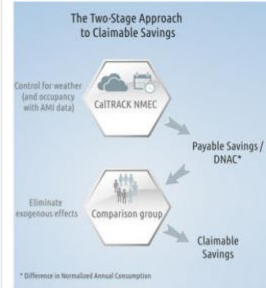 The Two-Stage Approach
to Claimable Savings
Control for weather
(and occupancy
with AMI data)
CalTRACK NMEC
Payable Savings /
DNAC*
Eliminate
exogenous effects
Comparison group
Claimable
Savings
* Difference in Normalized Annual Consumption